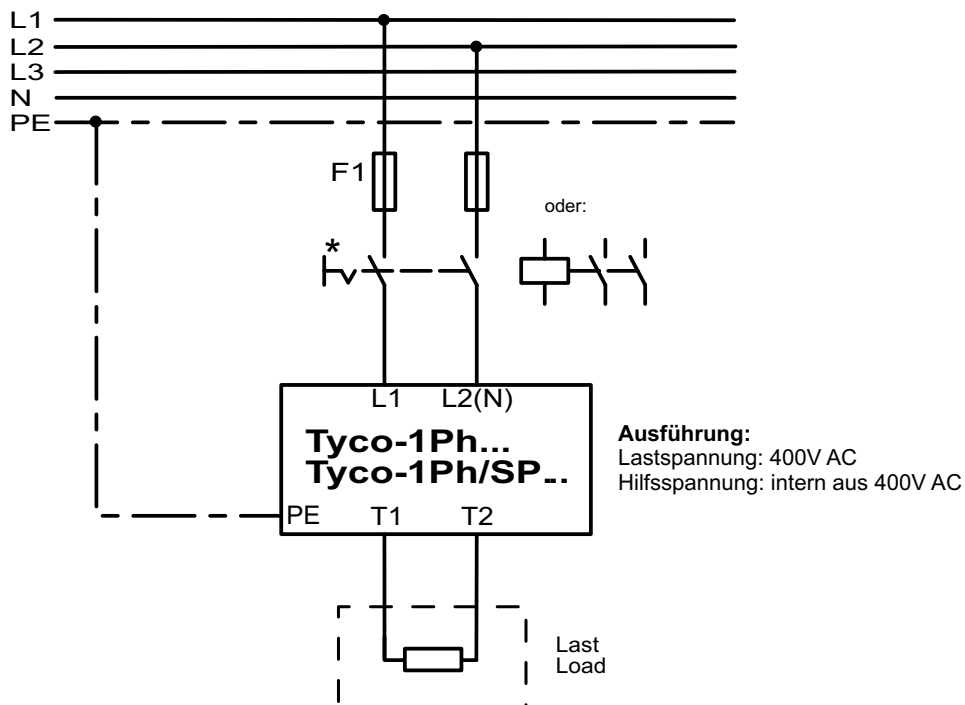 L1
L2
L3
N
PE
F1
oder:
*
L1 L2(N)
Tyco-1Ph...
Tyco-1Ph/SP...
PE T1 T2
Ausführung:
Lastspannung: 400V AC
Hilfsspannung: intern aus 400V AC
Last
Load